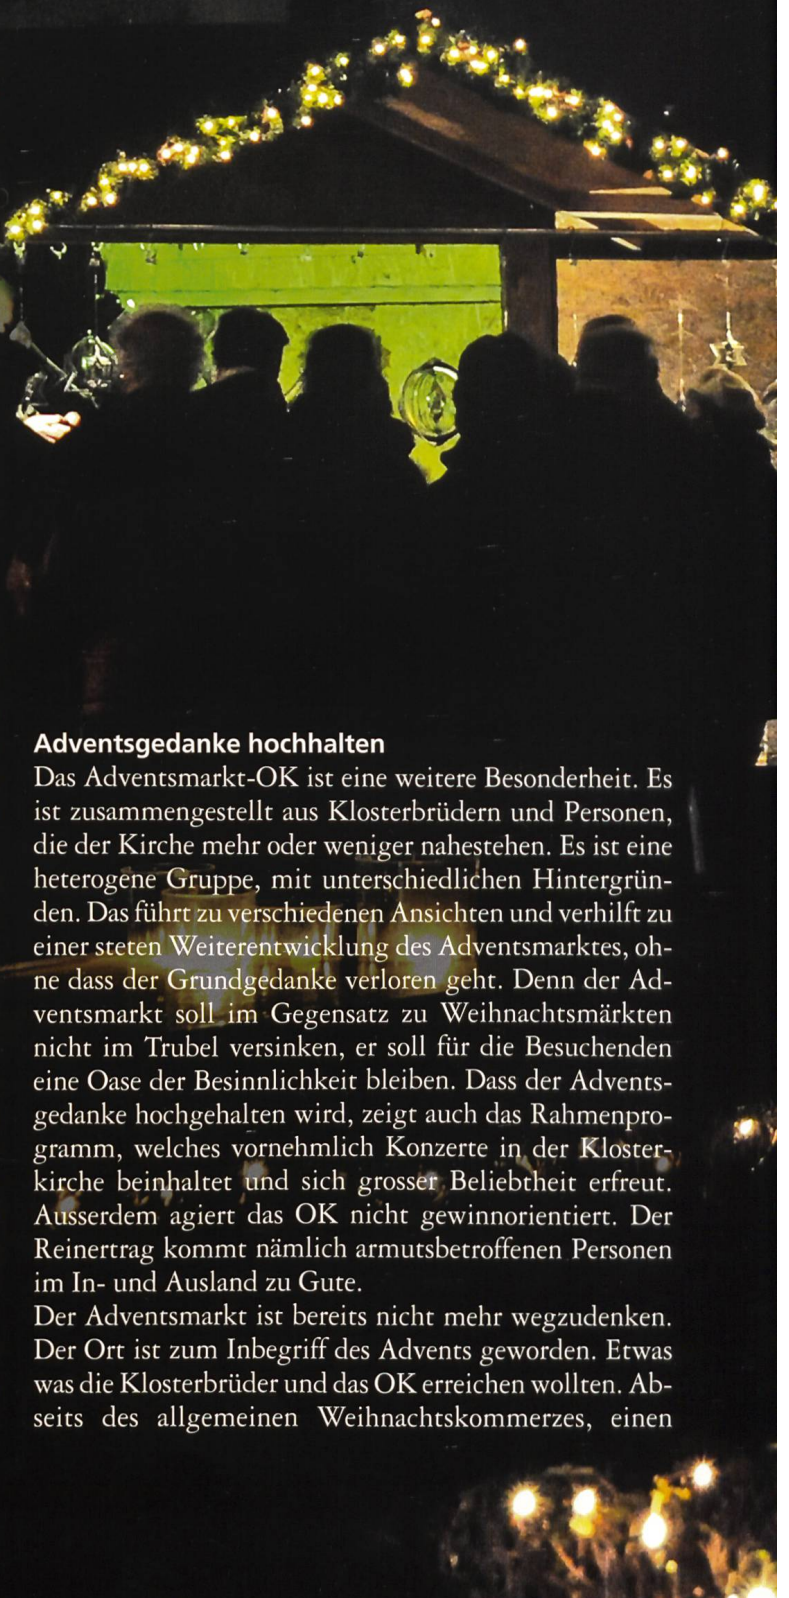 Adventsgedanke hochhalten
Das Adventsmarkt-OK ist eine weitere Besonderheit. Es
ist zusammengestellt aus Klosterbrüdern und Personen,
die der Kirche mehr oder weniger nahestehen. Es ist eine
heterogene Gruppe, mit unterschiedlichen Hintergrün-
den. Das führt zu verschiedenen Ansichten und verhilft zu
einer steten Weiterentwicklung des Adventsmarktes, oh-
ne dass der Grundgedanke verloren geht. Denn der Ad-
ventsmarkt soll im Gegensatz zu Weihnachtsmärkten
nicht im Trubel versinken, er soll für die Besuchenden
eine Oase der Besinnlichkeit bleiben. Dass der Advents-
gedanke hochgehalten wird, zeigt auch das Rahmenpro-
gramm, welches vornehmlich Konzerte in der Kloster-
kirche beinhaltet und sich grosser Beliebtheit erfreut.
Ausserdem agiert das OK nicht gewinnorientiert. Der
Reinertrag kommt nämlich armutsbetroffenen Personen
im In- und Ausland zu Gute.
Der Adventsmarkt ist bereits nicht mehr wegzudenken.
Der Ort ist zum Inbegriff des Advents geworden. Etwas
was die Klosterbrüder und das OK erreichen wollten. Ab-
seits des allgemeinen Weihnachtskommerzes, einen